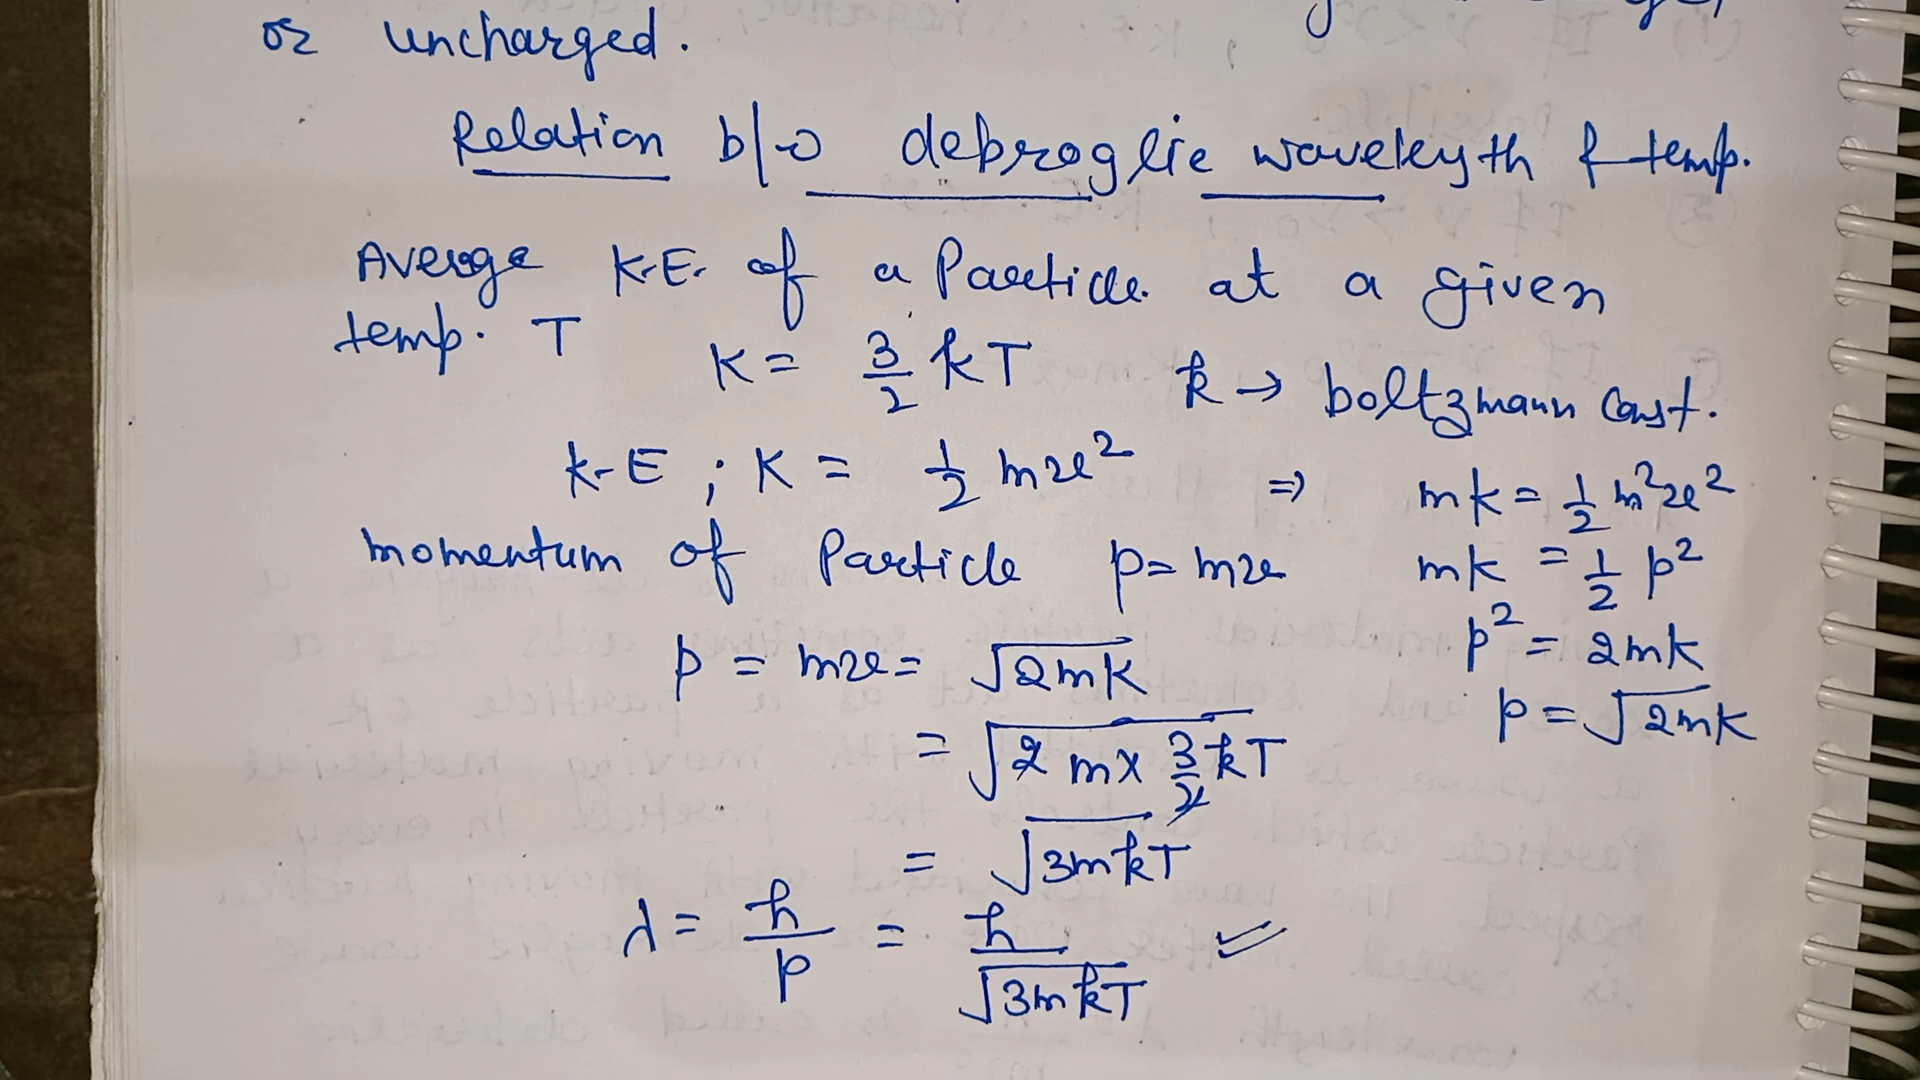 or uncharged.
Relation b/w debroglie wavelength & temp.
Average K.E. of a Particle at a given
temp. T
K = 3/2 kT k → boltzmann Const.
K.E ; K = 1/2 mv² ⇒ mk = 1/2 m²v²
momentum of Particle p = mv mk = 1/2 p²
p² = 2mk
p = mv = √2mK p = √2mk
= √2 m x 3/2 kT
= √3mkT
λ = h/p = h/√3mkT